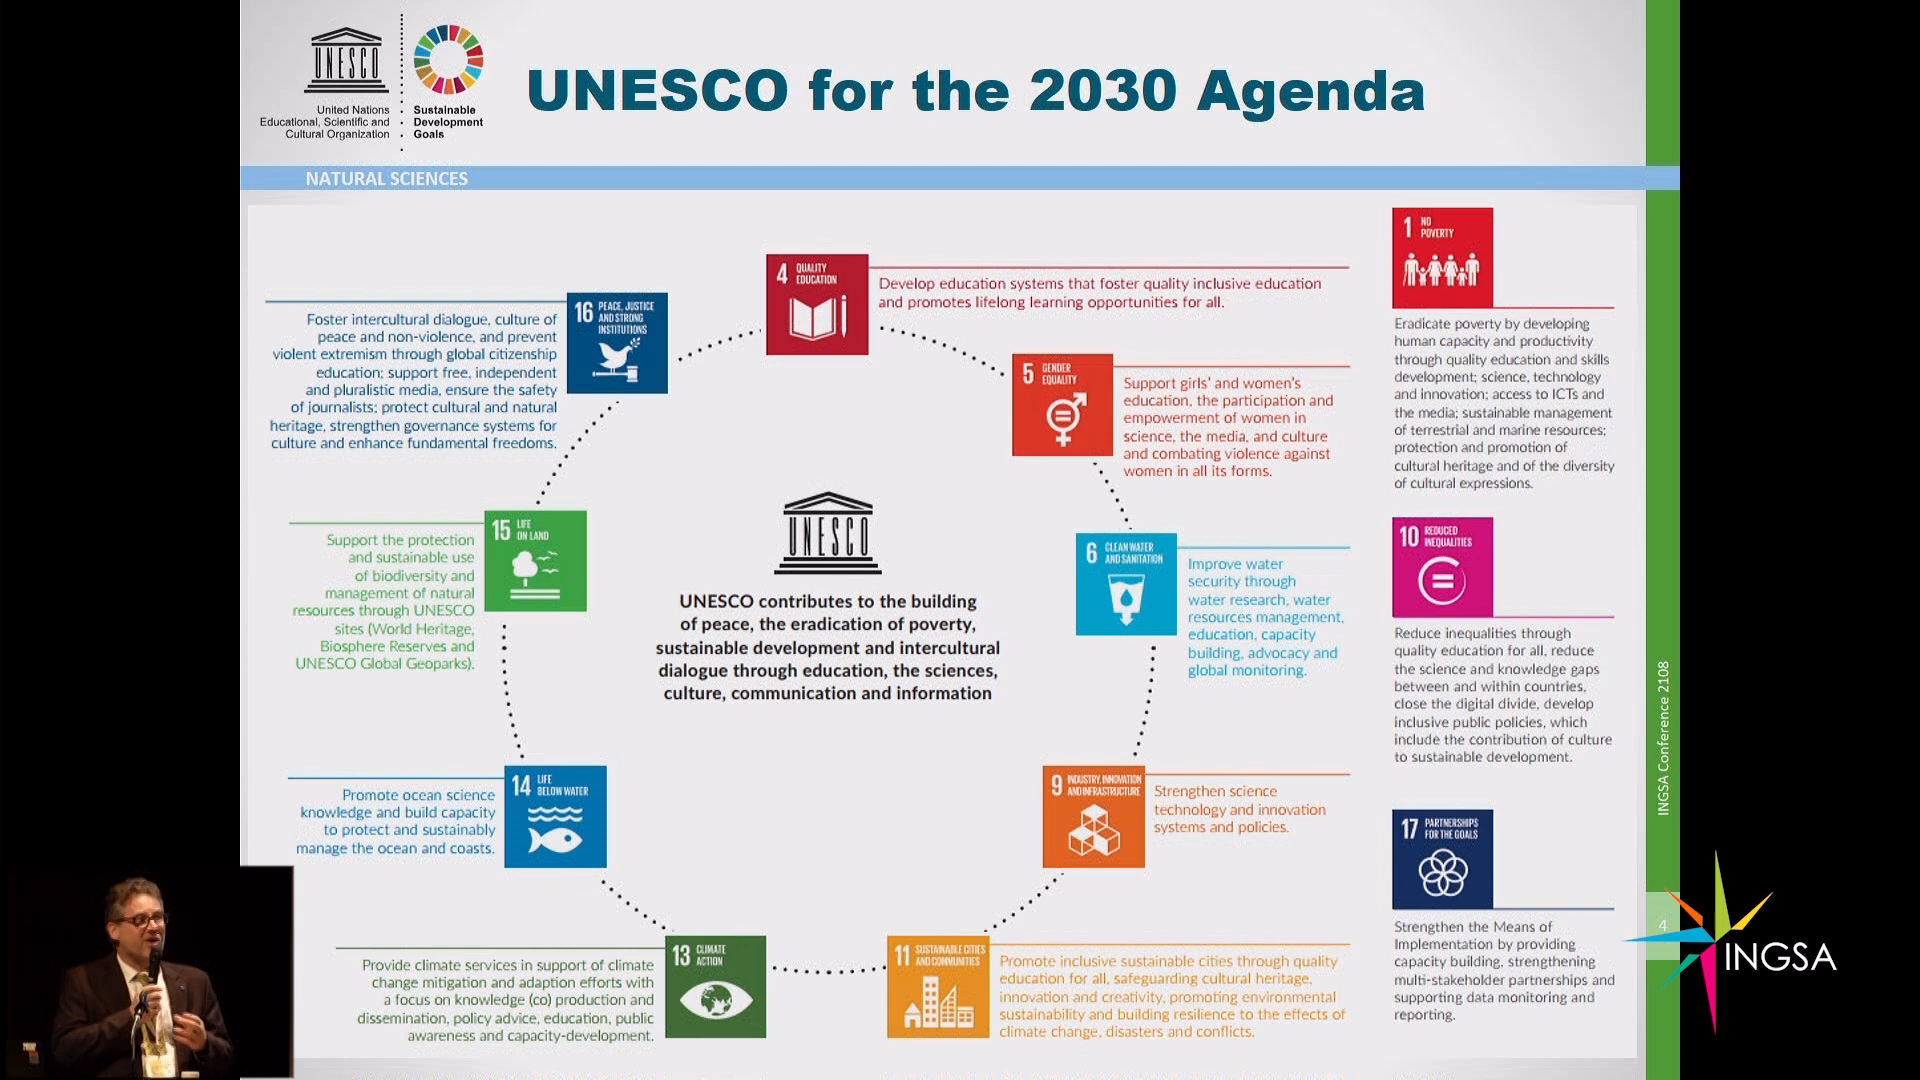 UNESCO
United Nations
Educational, Scientific and
Cultural Organization
Sustainable
Development
Goals
UNESCO for the 2030 Agenda
NATURAL SCIENCES
4 QUALITY
EDUCATION
Develop education systems that foster quality inclusive education
and promotes lifelong learning opportunities for all.
5 GENDER
EQUALITY
Support girls' and women's
education, the participation and
empowerment of women in
science, the media, and culture
and combating violence against
women in all its forms.
6 CLEAN WATER
AND SANITATION
Improve water
security through
water research, water
resources management,
education, capacity
building, advocacy and
global monitoring.
9 INDUSTRY, INNOVATION
AND INFRASTRUCTURE
Strengthen science
technology and innovation
systems and policies.
11 SUSTAINABLE CITIES
AND COMMUNITIES
Promote inclusive sustainable cities through quality
education for all, safeguarding cultural heritage,
innovation and creativity, promoting environmental
sustainability and building resilience to the effects of
climate change, disasters and conflicts.
13 CLIMATE
ACTION
Provide climate services in support of climate
change mitigation and adaption efforts with
a focus on knowledge (co) production and
dissemination, policy advice, education, public
awareness and capacity-development.
14 LIFE
BELOW WATER
Promote ocean science
knowledge and build capacity
to protect and sustainably
manage the ocean and coasts.
15 LIFE
ON LAND
Support the protection
and sustainable use
of biodiversity and
management of natural
resources through UNESCO
sites (World Heritage,
Biosphere Reserves and
UNESCO Global Geoparks).
16 PEACE, JUSTICE
AND STRONG
INSTITUTIONS
Foster intercultural dialogue, culture of
peace and non-violence, and prevent
violent extremism through global citizenship
education; support free, independent
and pluralistic media, ensure the safety
of journalists; protect cultural and natural
heritage, strengthen governance systems for
culture and enhance fundamental freedoms.
UNESCO
UNESCO contributes to the building
of peace, the eradication of poverty,
sustainable development and intercultural
dialogue through education, the sciences,
culture, communication and information
1 NO
POVERTY
Eradicate poverty by developing
human capacity and productivity
through quality education and skills
development; science, technology
and innovation; access to ICTs and
the media; sustainable management
of terrestrial and marine resources;
protection and promotion of
cultural heritage and of the diversity
of cultural expressions.
10 REDUCED
INEQUALITIES
Reduce inequalities through
quality education for all, reduce
the science and knowledge gaps
between and within countries,
close the digital divide, develop
inclusive public policies, which
include the contribution of culture
to sustainable development.
17 PARTNERSHIPS
FOR THE GOALS
Strengthen the Means of
Implementation by providing
capacity building, strengthening
multi-stakeholder partnerships and
supporting data monitoring and
reporting.
INGSA Conference 2108
4
INGSA